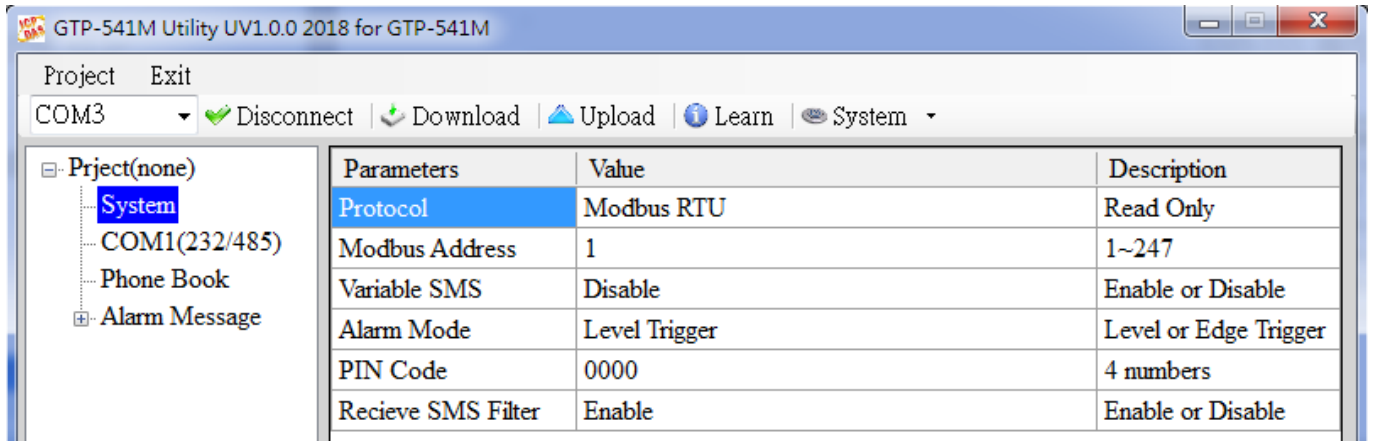 GTP-541M Utility UV1.0.0 2018 for GTP-541M
Project Exit
COM3 Disconnect Download Upload Learn System
Prject(none)
System
COM1(232/485)
Phone Book
Alarm Message
Parameters Value Description
Protocol Modbus RTU Read Only
Modbus Address 1 1~247
Variable SMS Disable Enable or Disable
Alarm Mode Level Trigger Level or Edge Trigger
PIN Code 0000 4 numbers
Recieve SMS Filter Enable Enable or Disable